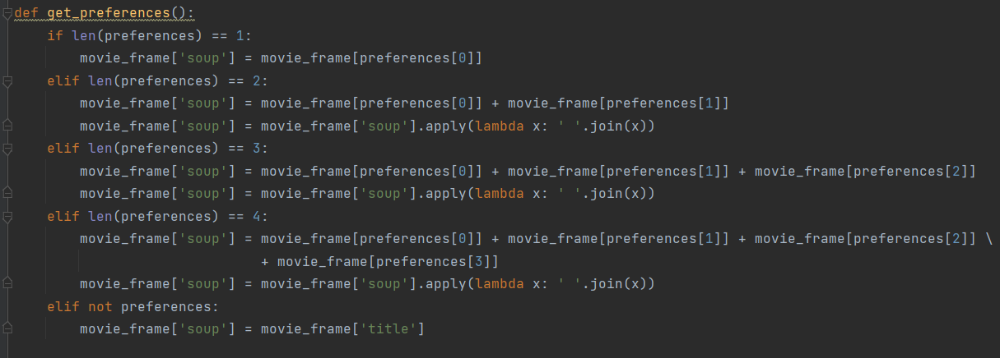 def get_preferences():
    if len(preferences) == 1:
        movie_frame['soup'] = movie_frame[preferences[0]]
    elif len(preferences) == 2:
        movie_frame['soup'] = movie_frame[preferences[0]] + movie_frame[preferences[1]]
        movie_frame['soup'] = movie_frame['soup'].apply(lambda x: ' '.join(x))
    elif len(preferences) == 3:
        movie_frame['soup'] = movie_frame[preferences[0]] + movie_frame[preferences[1]] + movie_frame[preferences[2]]
        movie_frame['soup'] = movie_frame['soup'].apply(lambda x: ' '.join(x))
    elif len(preferences) == 4:
        movie_frame['soup'] = movie_frame[preferences[0]] + movie_frame[preferences[1]] + movie_frame[preferences[2]] \
                              + movie_frame[preferences[3]]
        movie_frame['soup'] = movie_frame['soup'].apply(lambda x: ' '.join(x))
    elif not preferences:
        movie_frame['soup'] = movie_frame['title']